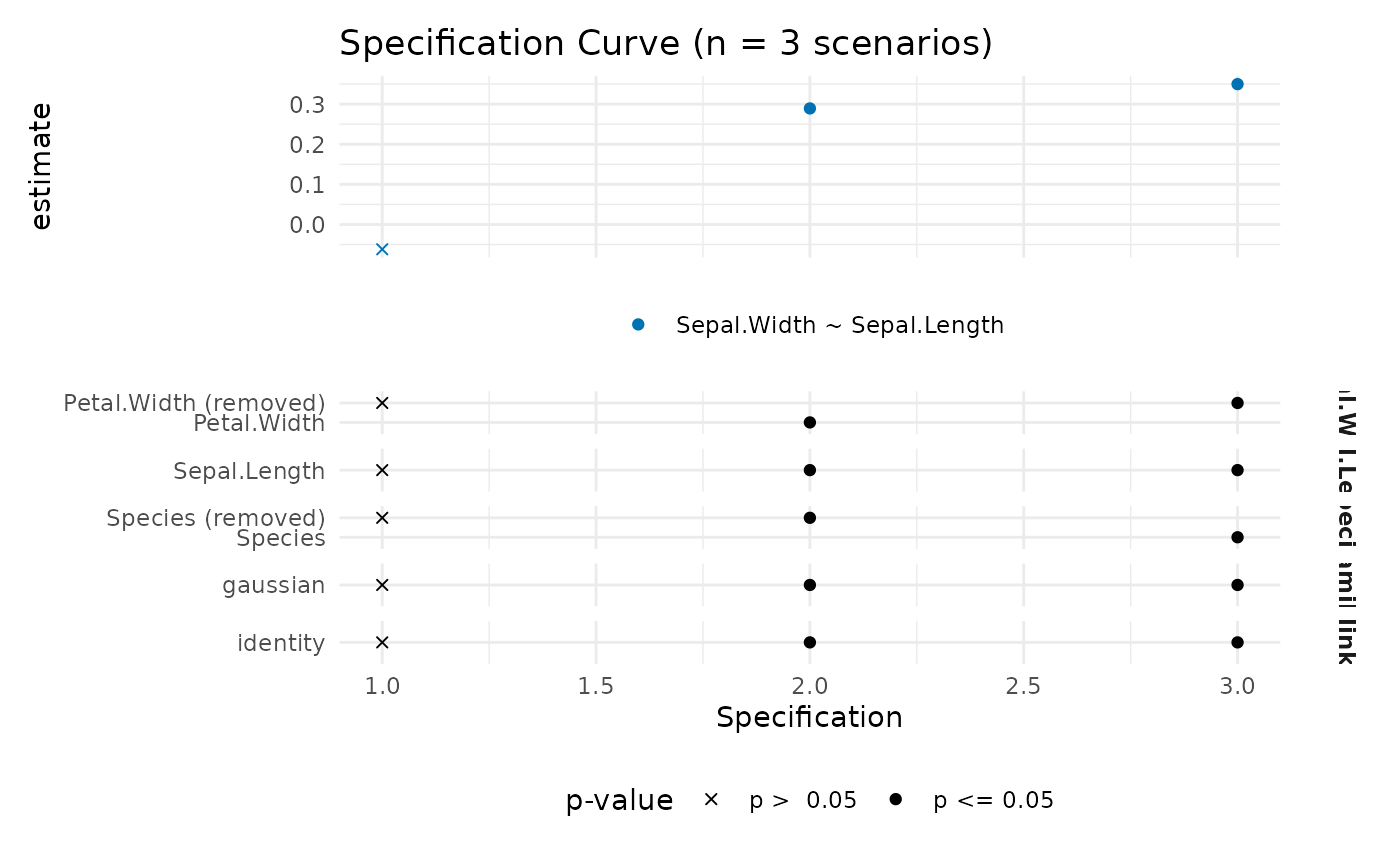 Specification Curve (n = 3 scenarios)
estimate
0.3
0.2
0.1
0.0
Sepal.Width ~ Sepal.Length
Petal.Width (removed)
Petal.Width
Sepal.Length
Species (removed)
Species
gaussian
identity
link
1.0 1.5 2.0 2.5 3.0
Specification
p-value p > 0.05 p <= 0.05